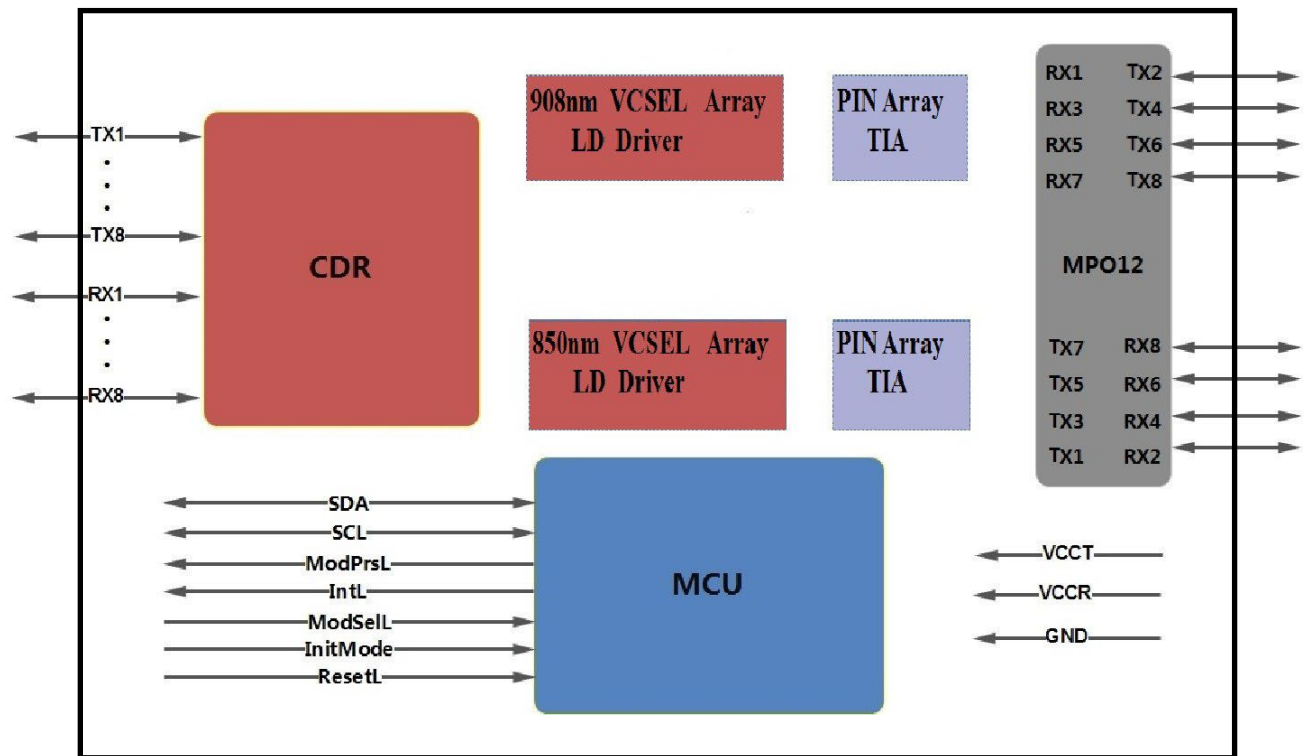 TX1
TX8
RX1
RX8
CDR
908nm VCSEL Array
LD Driver
PIN Array
TIA
850nm VCSEL Array
LD Driver
PIN Array
TIA
RX1 TX2
RX3 TX4
RX5 TX6
RX7 TX8
MPO12
TX7 RX8
TX5 RX6
TX3 RX4
TX1 RX2
SDA
SCL
ModPrsL
IntL
ModSelL
InitMode
ResetL
MCU
VCCT
VCCR
GND